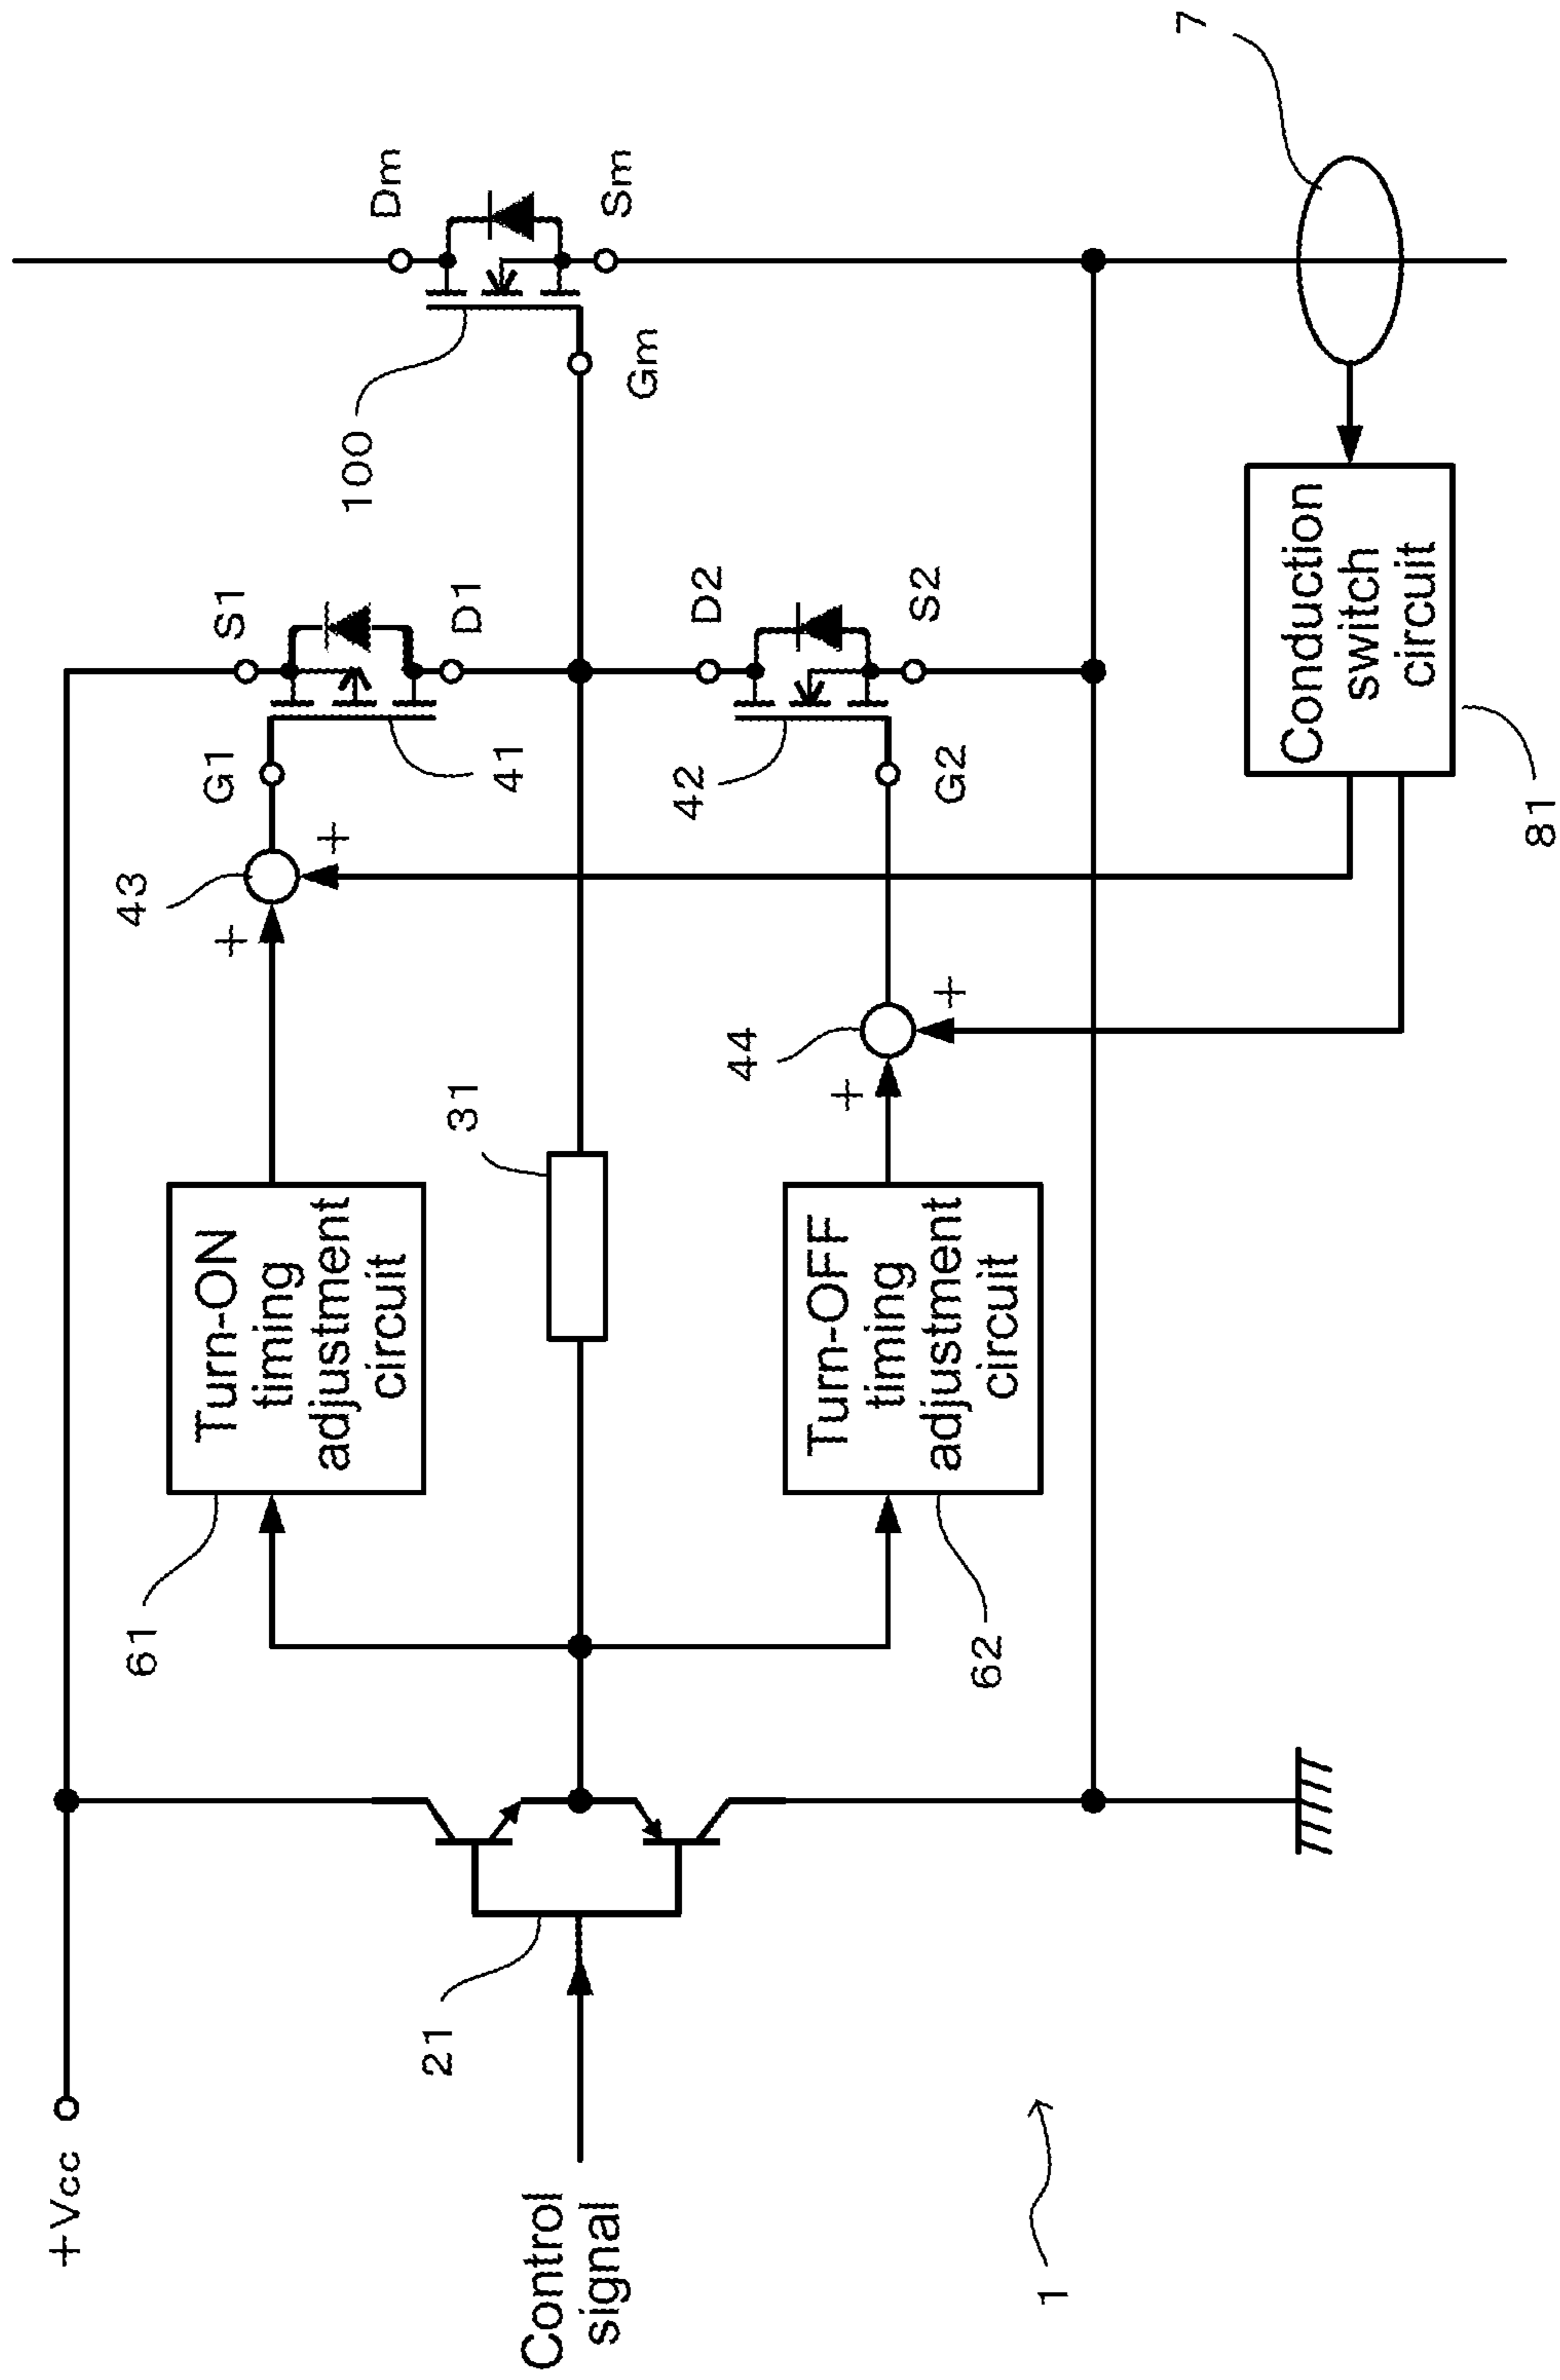 +Vcc
Control
signal
1
21
61
Turn-ON
timing
adjustment
circuit
31
62
Turn-OFF
timing
adjustment
circuit
43
+
+
44
+
+
G1
S1
D1
41
42
D2
S2
G2
100
Dm
Sm
Gm
7
Conduction
switch
circuit
81